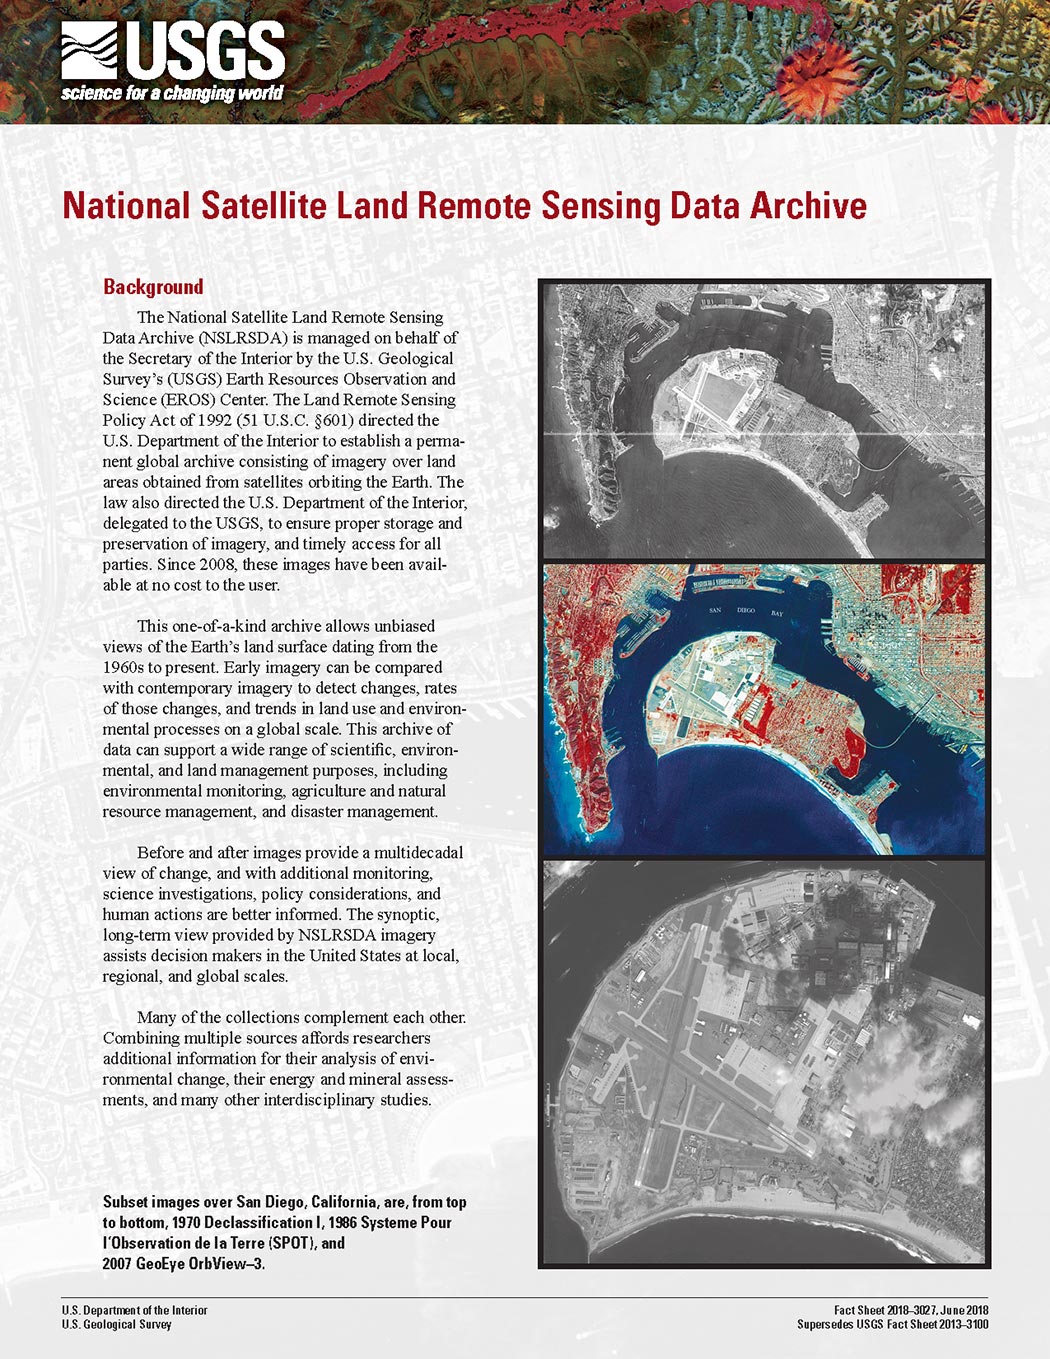 USGS
science for a changing world
National Satellite Land Remote Sensing Data Archive
Background
The National Satellite Land Remote Sensing
Data Archive (NSLRSDA) is managed on behalf of
the Secretary of the Interior by the U.S. Geological
Survey's (USGS) Earth Resources Observation and
Science (EROS) Center. The Land Remote Sensing
Policy Act of 1992 (51 U.S.C. §601) directed the
U.S. Department of the Interior to establish a perma-
nent global archive consisting of imagery over land
areas obtained from satellites orbiting the Earth. The
law also directed the U.S. Department of the Interior,
delegated to the USGS, to ensure proper storage and
preservation of imagery, and timely access for all
parties. Since 2008, these images have been avail-
able at no cost to the user.
This one-of-a-kind archive allows unbiased
views of the Earth's land surface dating from the
1960s to present. Early imagery can be compared
with contemporary imagery to detect changes, rates
of those changes, and trends in land use and environ-
mental processes on a global scale. This archive of
data can support a wide range of scientific, environ-
mental, and land management purposes, including
environmental monitoring, agriculture and natural
resource management, and disaster management.
Before and after images provide a multidecadal
view of change, and with additional monitoring,
science investigations, policy considerations, and
human actions are better informed. The synoptic,
long-term view provided by NSLRSDA imagery
assists decision makers in the United States at local,
regional, and global scales.
Many of the collections complement each other.
Combining multiple sources affords researchers
additional information for their analysis of envi-
ronmental change, their energy and mineral assess-
ments, and many other interdisciplinary studies.
Subset images over San Diego, California, are, from top
to bottom, 1970 Declassification I, 1986 Systeme Pour
l'Observation de la Terre (SPOT), and
2007 GeoEye OrbView–3.
SAN DIEGO BAY
U.S. Department of the Interior
U.S. Geological Survey
Fact Sheet 2018–3027, June 2018
Supersedes USGS Fact Sheet 2013–3100